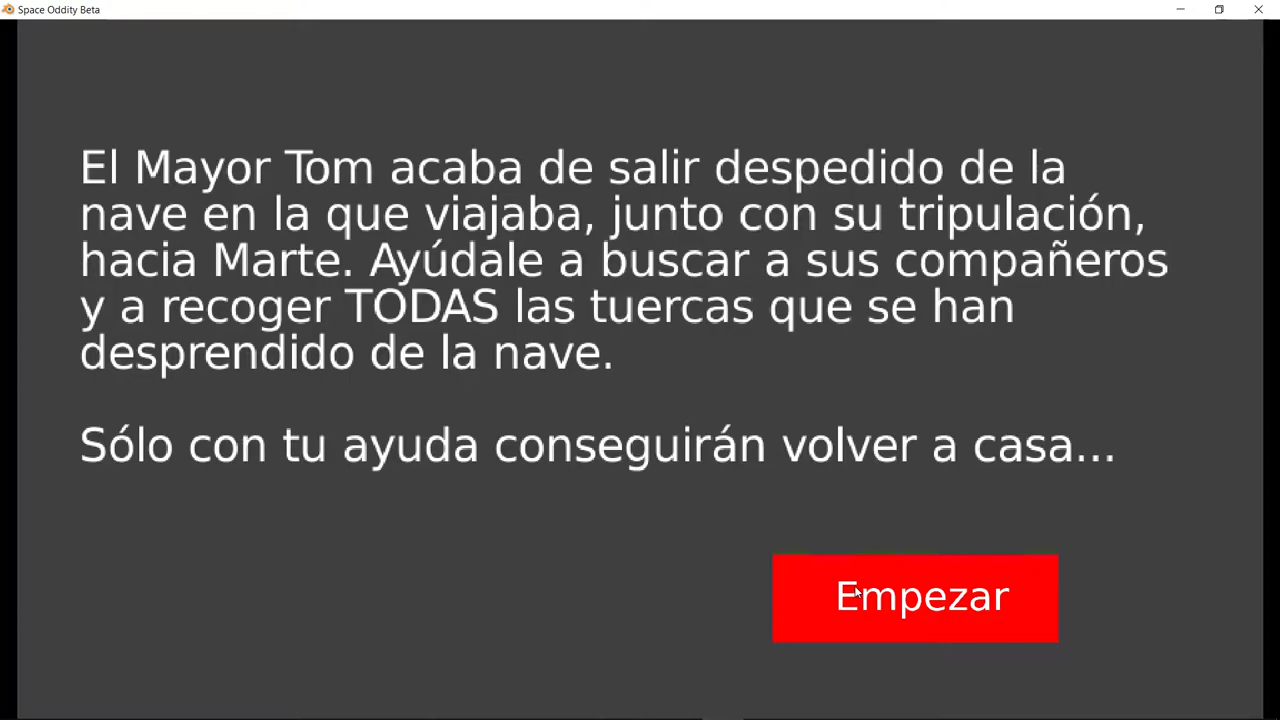 Space Oddity Beta
El Mayor Tom acaba de salir despedido de la
nave en la que viajaba, junto con su tripulación,
hacia Marte. Ayúdale a buscar a sus compañeros
y a recoger TODAS las tuercas que se han
desprendido de la nave.
Sólo con tu ayuda conseguirán volver a casa...
Empezar